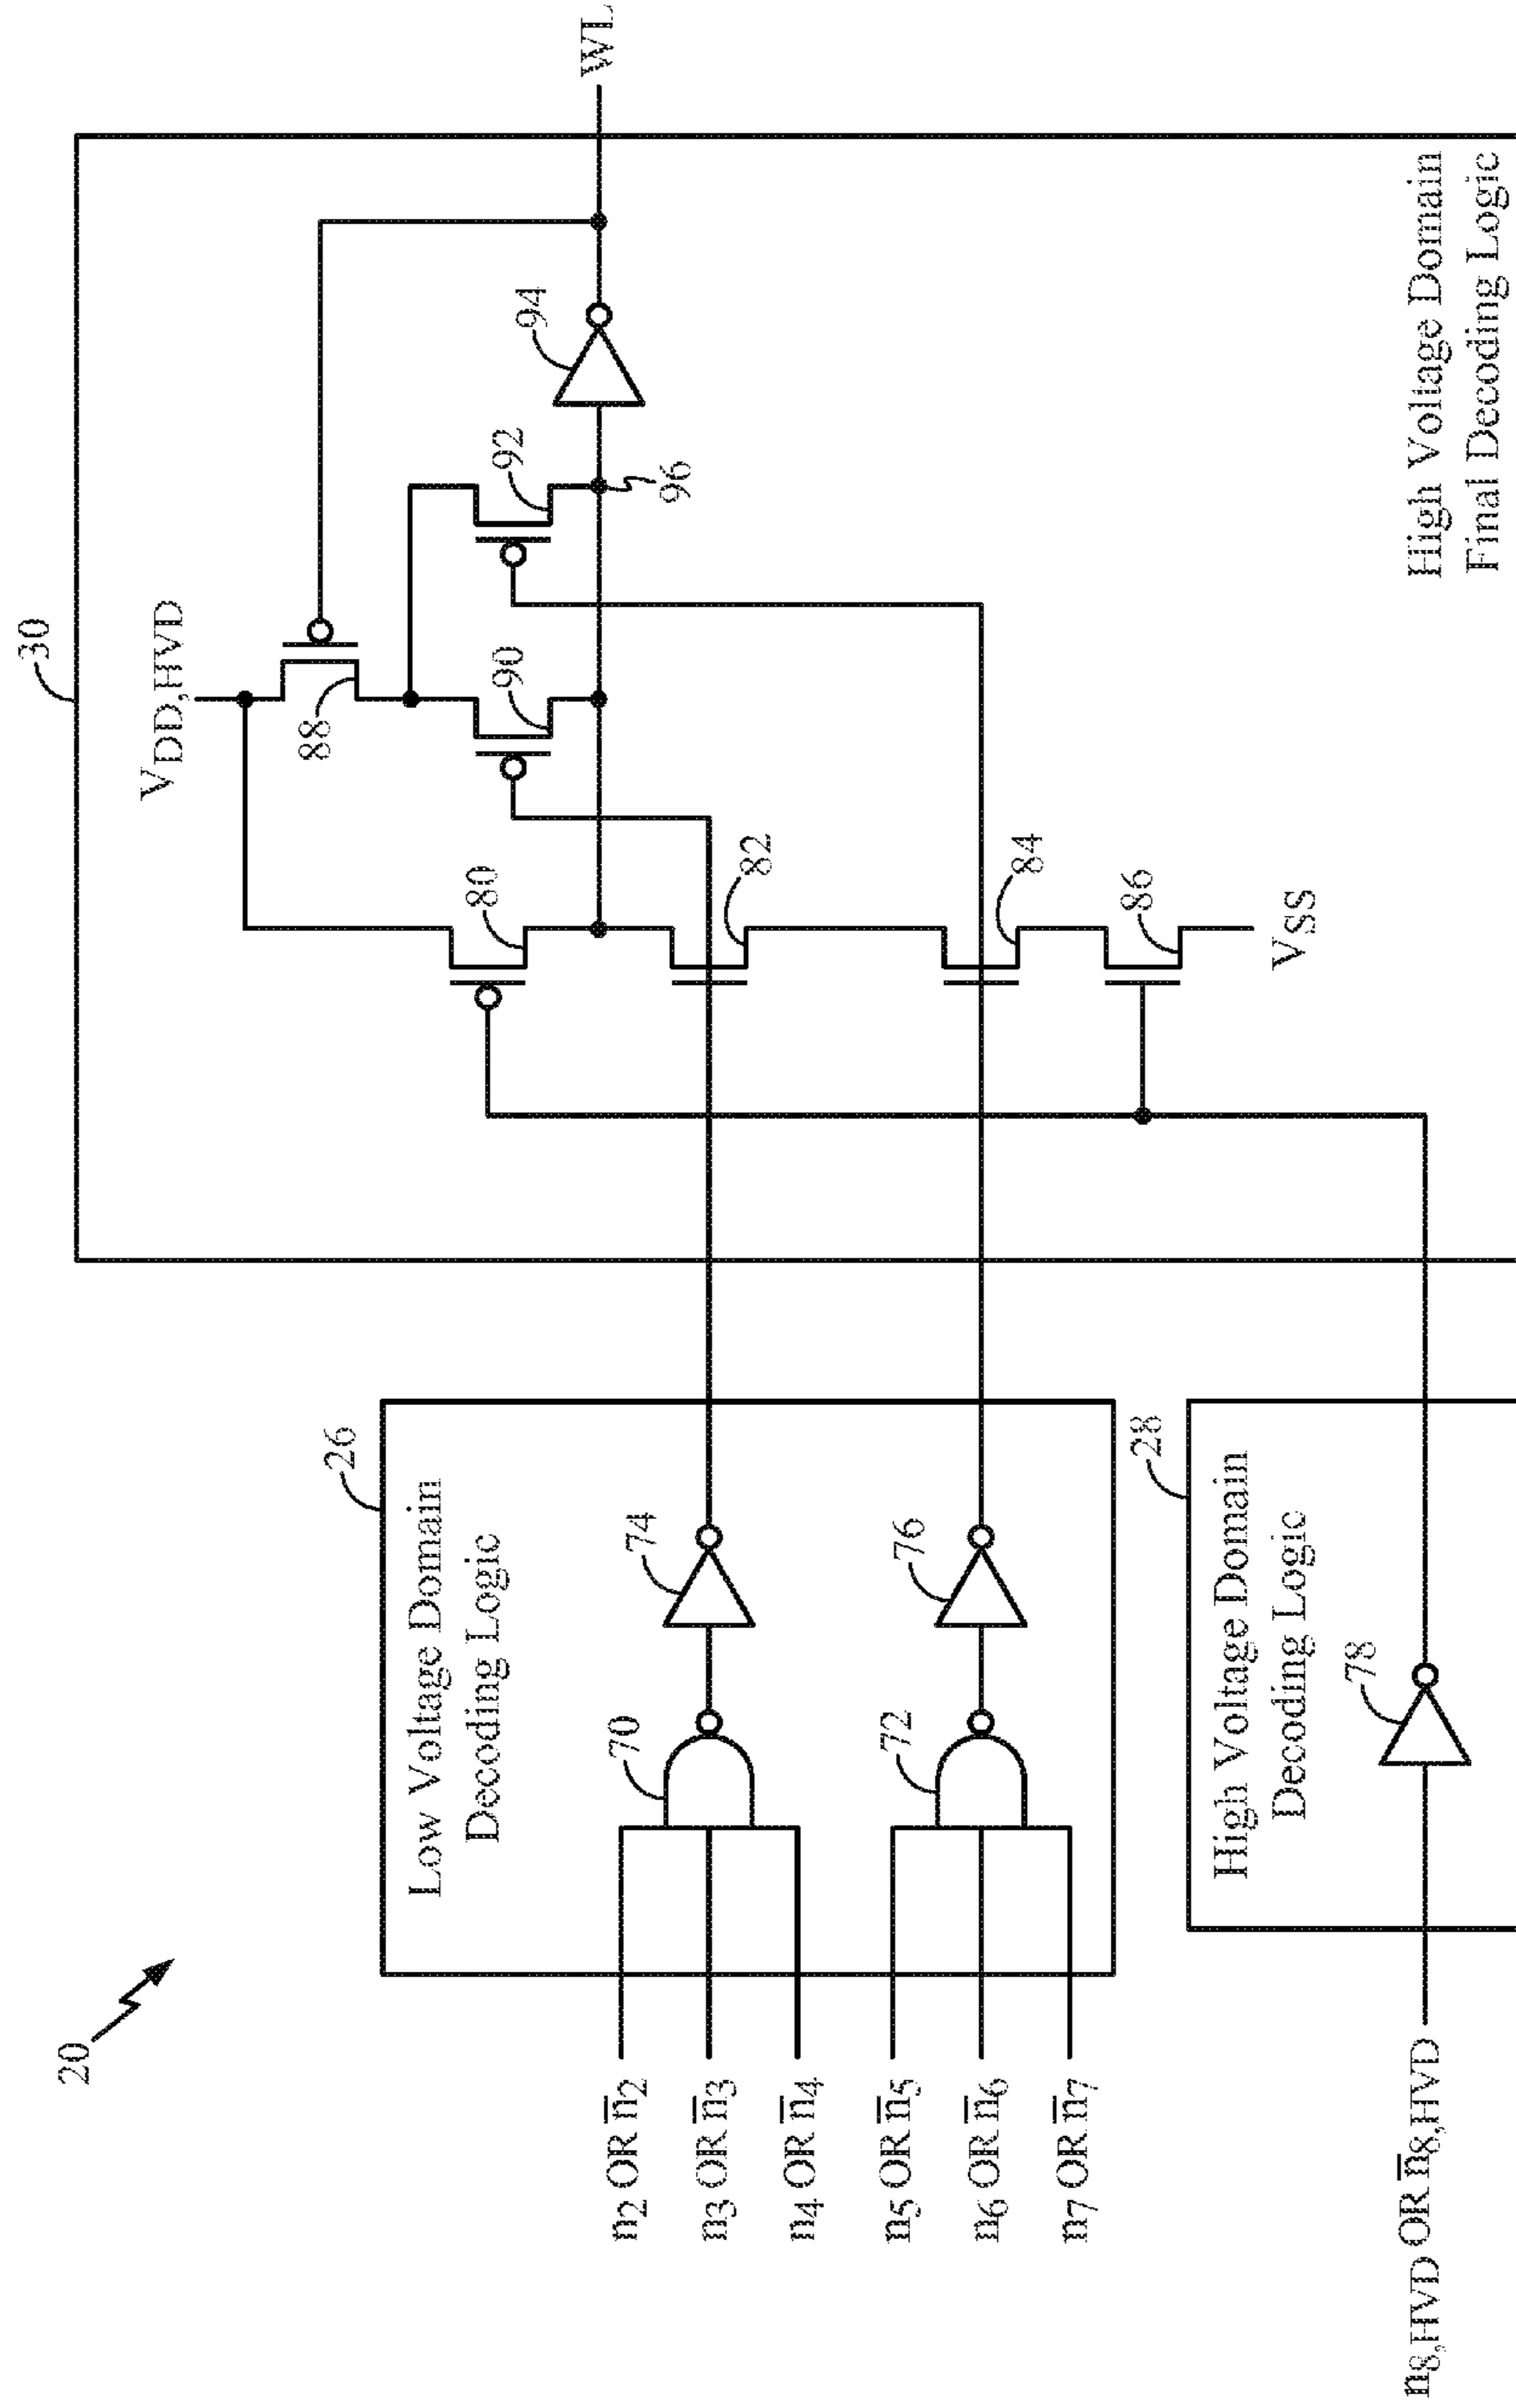 20
30
V_DD,HVD
88
90
92
94
96
WL
80
82
84
86
V_SS
26
Low Voltage Domain
Decoding Logic
n2 OR n̅2
n3 OR n̅3
n4 OR n̅4
70
74
n5 OR n̅5
n6 OR n̅6
n7 OR n̅7
72
76
28
High Voltage Domain
Decoding Logic
n8,HVD OR n̅8,HVD
78
High Voltage Domain
Final Decoding Logic